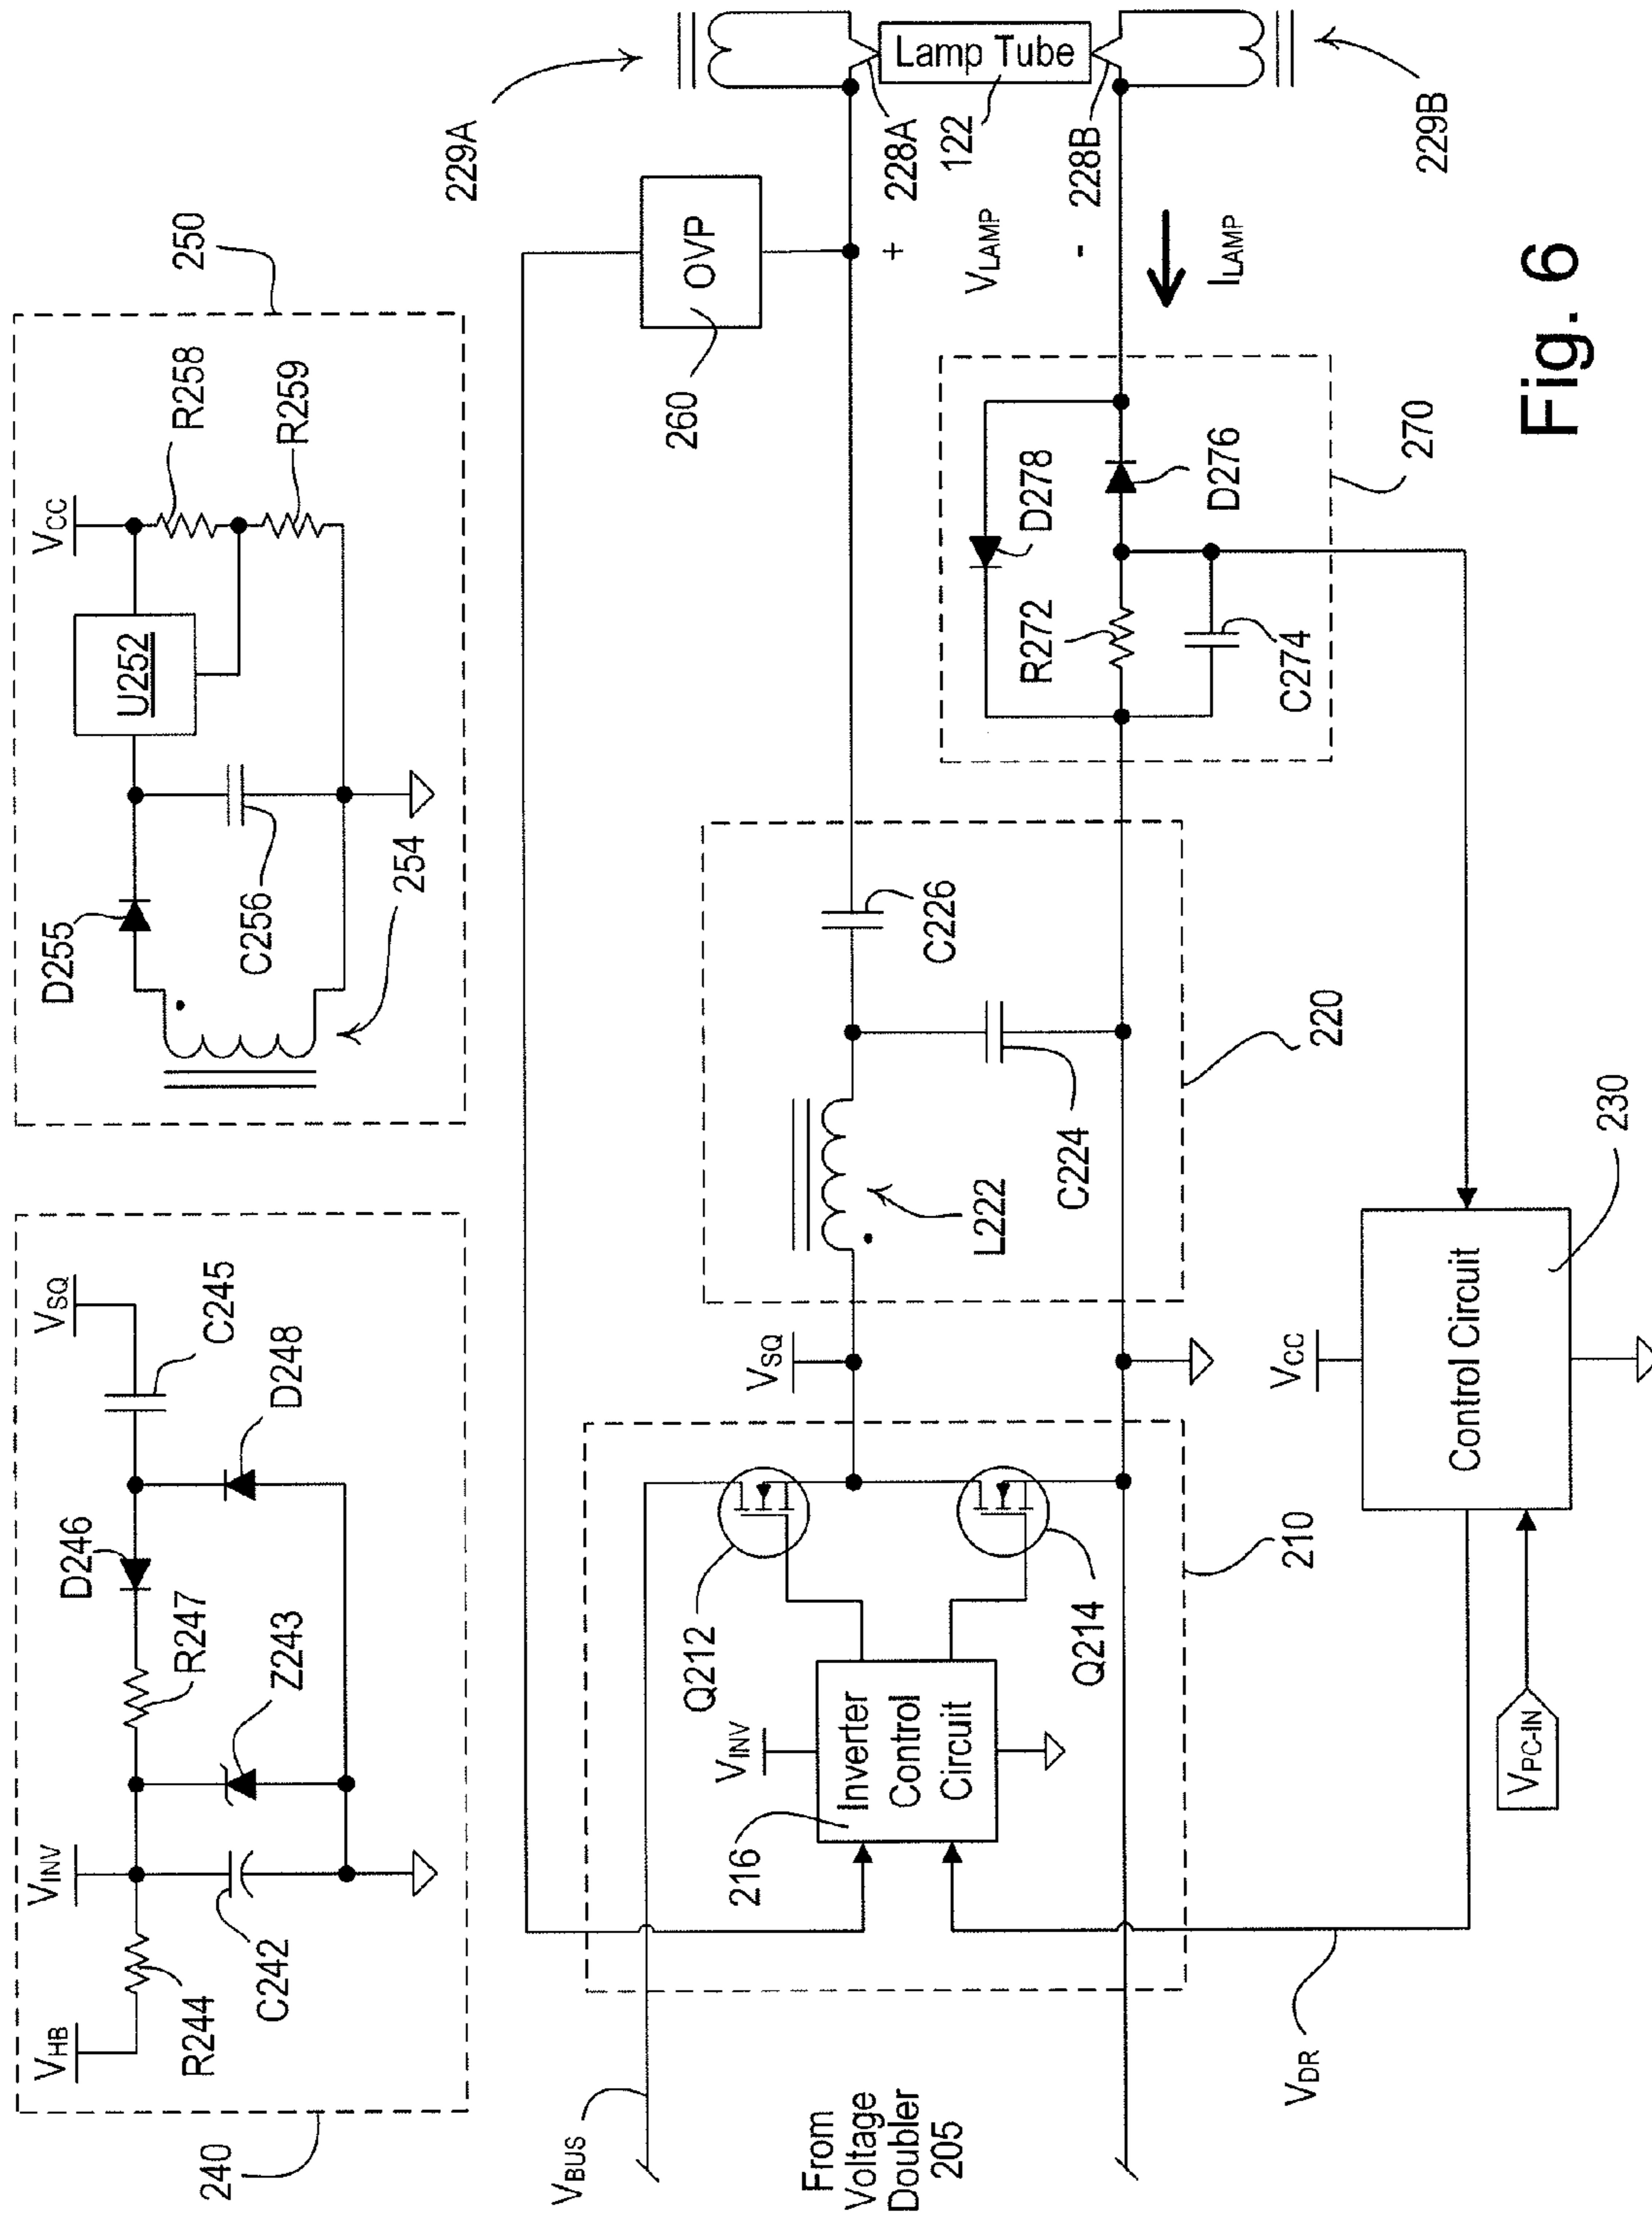 240
VHB
R244
VINV
C242
Z243
R247
D246
D248
C245
VSQ
250
D255
C256
254
U252
VCC
R258
R259
VBUS
From
Voltage
Doubler
205
216
VINV
Inverter
Control
Circuit
Q212
Q214
210
VSQ
L222
C224
C226
220
260
OVP
229A
228A
Lamp Tube
122
228B
229B
+
VLAMP
-
ILAMP
D278
R272
C274
D276
270
VDR
VPC-IN
VCC
Control Circuit
230
Fig. 6